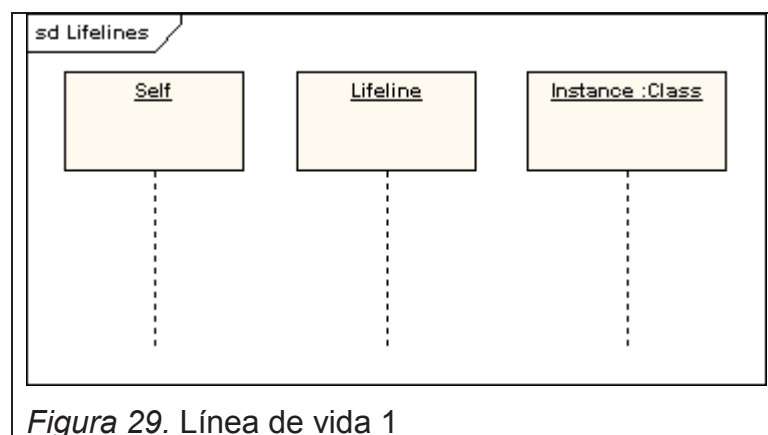 sd Lifelines
Self
Lifeline
Instance :Class
Figura 29. Línea de vida 1